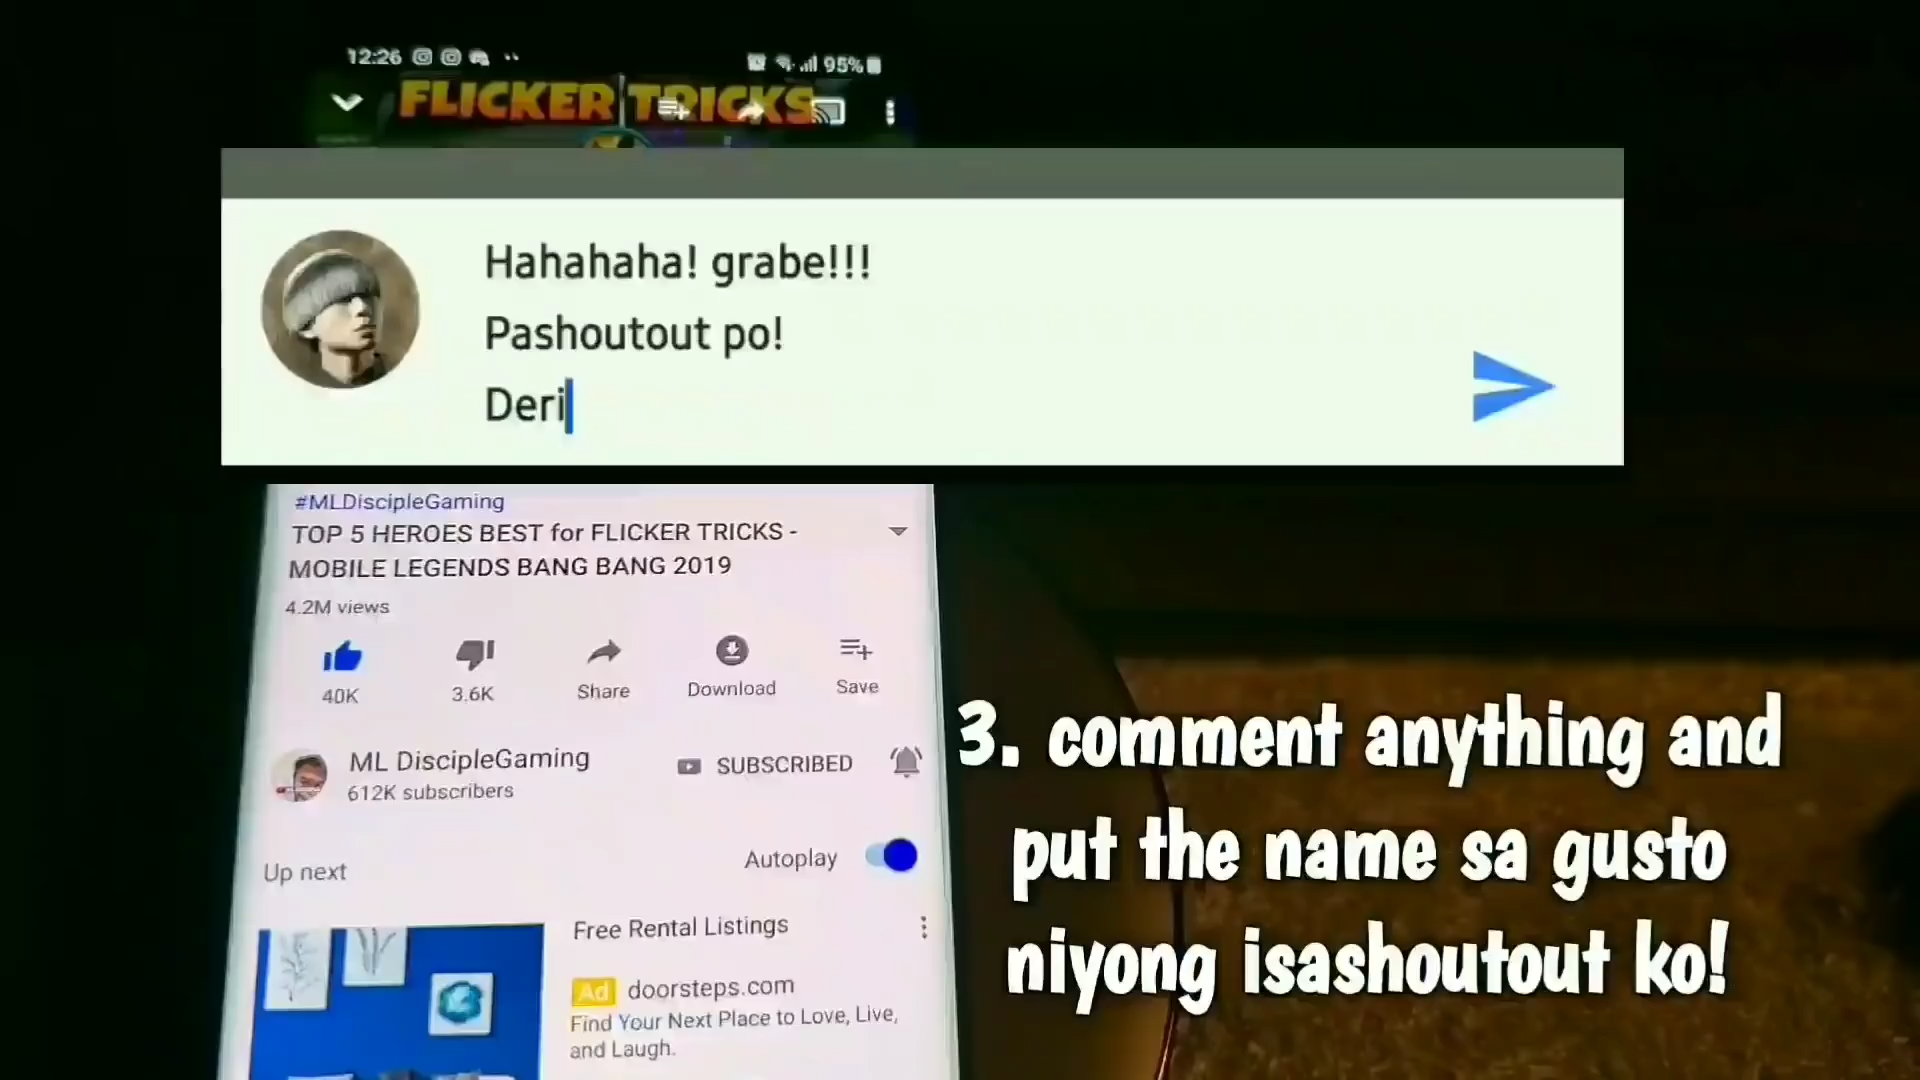 12:26
95%
FLICKER TRICKS
Hahahaha! grabe!!!
Pashoutout po!
Deri
#MLDiscipleGaming
TOP 5 HEROES BEST for FLICKER TRICKS -
MOBILE LEGENDS BANG BANG 2019
4.2M views
40K
3.6K
Share
Download
Save
ML DiscipleGaming
612K subscribers
SUBSCRIBED
Up next
Autoplay
Free Rental Listings
Ad doorsteps.com
Find Your Next Place to Love, Live,
and Laugh.
3. comment anything and
put the name sa gusto
niyong isashoutout ko!